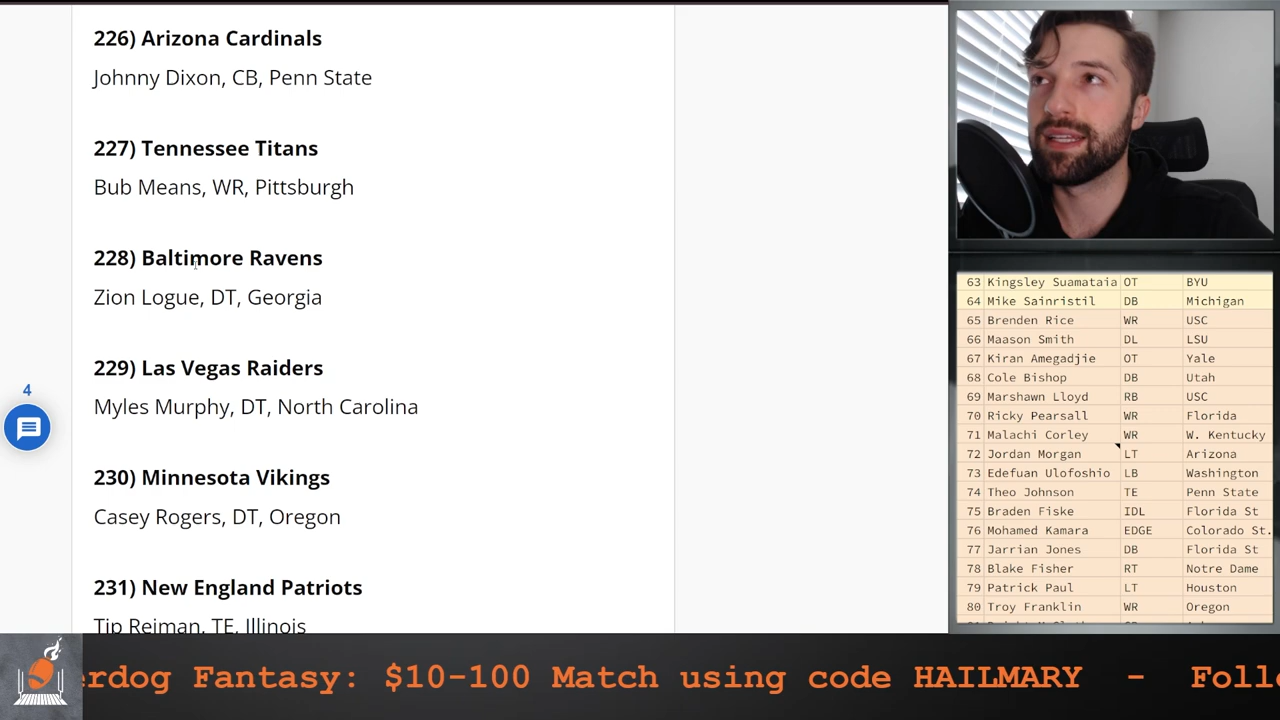 226) Arizona Cardinals
Johnny Dixon, CB, Penn State
227) Tennessee Titans
Bub Means, WR, Pittsburgh
228) Baltimore Ravens
Zion Logue, DT, Georgia
229) Las Vegas Raiders
Myles Murphy, DT, North Carolina
230) Minnesota Vikings
Casey Rogers, DT, Oregon
231) New England Patriots
Tip Reiman, TE, Illinois
4
63 Kingsley Suamataia OT BYU
64 Mike Sainristil DB Michigan
65 Brenden Rice WR USC
66 Maason Smith DL LSU
67 Kiran Amegadjie OT Yale
68 Cole Bishop DB Utah
69 Marshawn Lloyd RB USC
70 Ricky Pearsall WR Florida
71 Malachi Corley WR W. Kentucky
72 Jordan Morgan LT Arizona
73 Edefuan Ulofoshio LB Washington
74 Theo Johnson TE Penn State
75 Braden Fiske IDL Florida St
76 Mohamed Kamara EDGE Colorado St.
77 Jarrian Jones DB Florida St
78 Blake Fisher RT Notre Dame
79 Patrick Paul LT Houston
80 Troy Franklin WR Oregon
erdog Fantasy: $10-100 Match using code HAILMARY - Foll